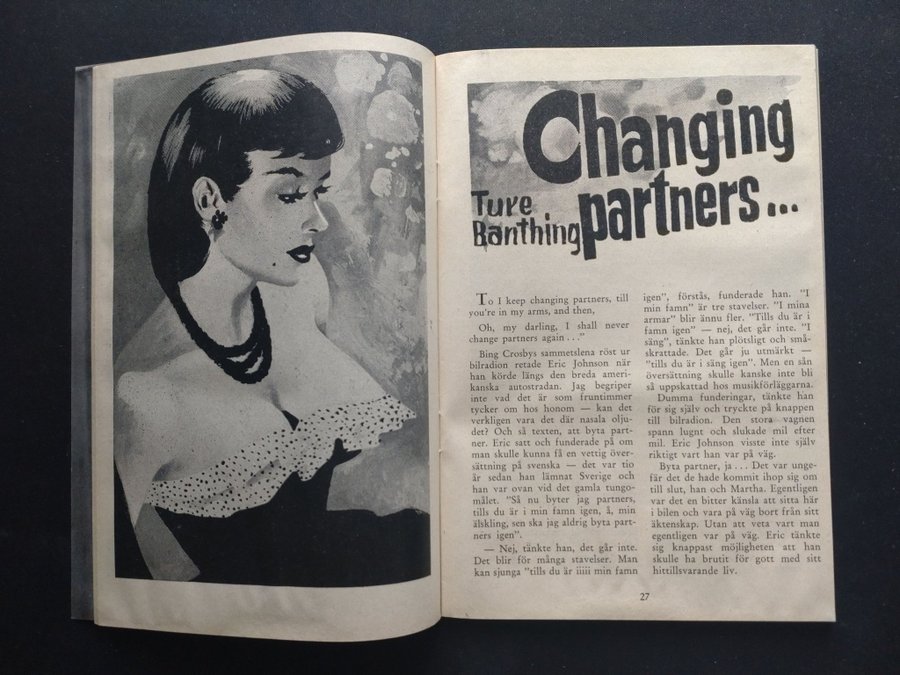 Changing
partners...
Ture
Banthing
To I keep changing partners, till
you're in my arms, and then,
Oh, my darling, I shall never
change partners again . . ."
Bing Crosbys sammetslena röst ur
bilradion retade Eric Johnson när
han körde längs den breda ameri-
kanska autostradan. Jag begriper
inte vad det är som fruntimmer
tycker om hos honom — kan det
verkligen vara det där nasala olju-
det? Och så texten, att byta part-
ner. Eric satt och funderade på om
man skulle kunna få en vettig över-
sättning på svenska — det var tio
år sedan han lämnat Sverige och
han var ovan vid det gamla tungo-
målet. "Så nu byter jag partners,
tills du är i min famn igen, å, min
älskling, sen ska jag aldrig byta part-
ners igen".
— Nej, tänkte han, det går inte.
Det blir för många stavelser. Man
kan sjunga "tills du är iiiii min famn
igen", förstås, funderade han. "I
min famn" är tre stavelser. "I mina
armar" blir ännu fler. "Tills du är i
famn igen" — nej, det går inte. "I
säng", tänkte han plötsligt och små-
skrattade. Det går ju utmärkt —
"tills du är i säng igen". Men en sån
översättning skulle kanske inte bli
så uppskattad hos musikförläggarna.
Dumma funderingar, tänkte han
för sig själv och tryckte på knappen
till bilradion. Den stora vagnen
spann lugnt och slukade mil efter
mil. Eric Johnson visste inte själv
riktigt vart han var på väg.
Byta partner, ja . . . Det var unge-
fär det de hade kommit ihop sig om
till slut, han och Martha. Egentligen
var det en bitter känsla att sitta här
i bilen och vara på väg bort från sitt
äktenskap. Utan att veta vart man
egentligen var på väg. Eric tänkte
sig knappast möjligheten att han
skulle ha brutit för gott med sitt
hittillsvarande liv.
27